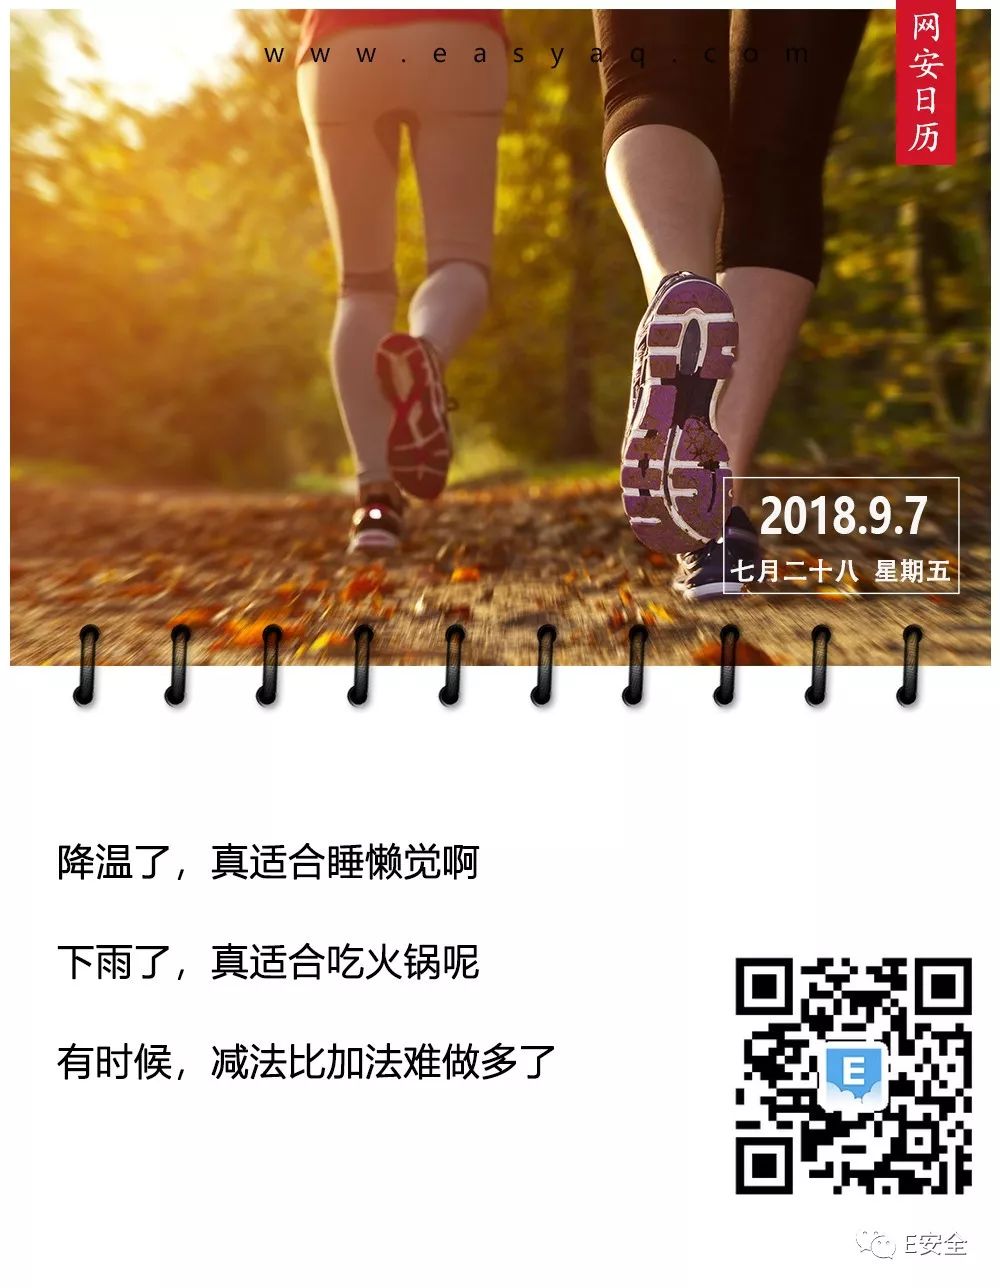 www.easyaq.com
网安日历
2018.9.7
七月二十八 星期五
降温了，真适合睡懒觉啊
下雨了，真适合吃火锅呢
有时候，减法比加法难做多了
E
E安全